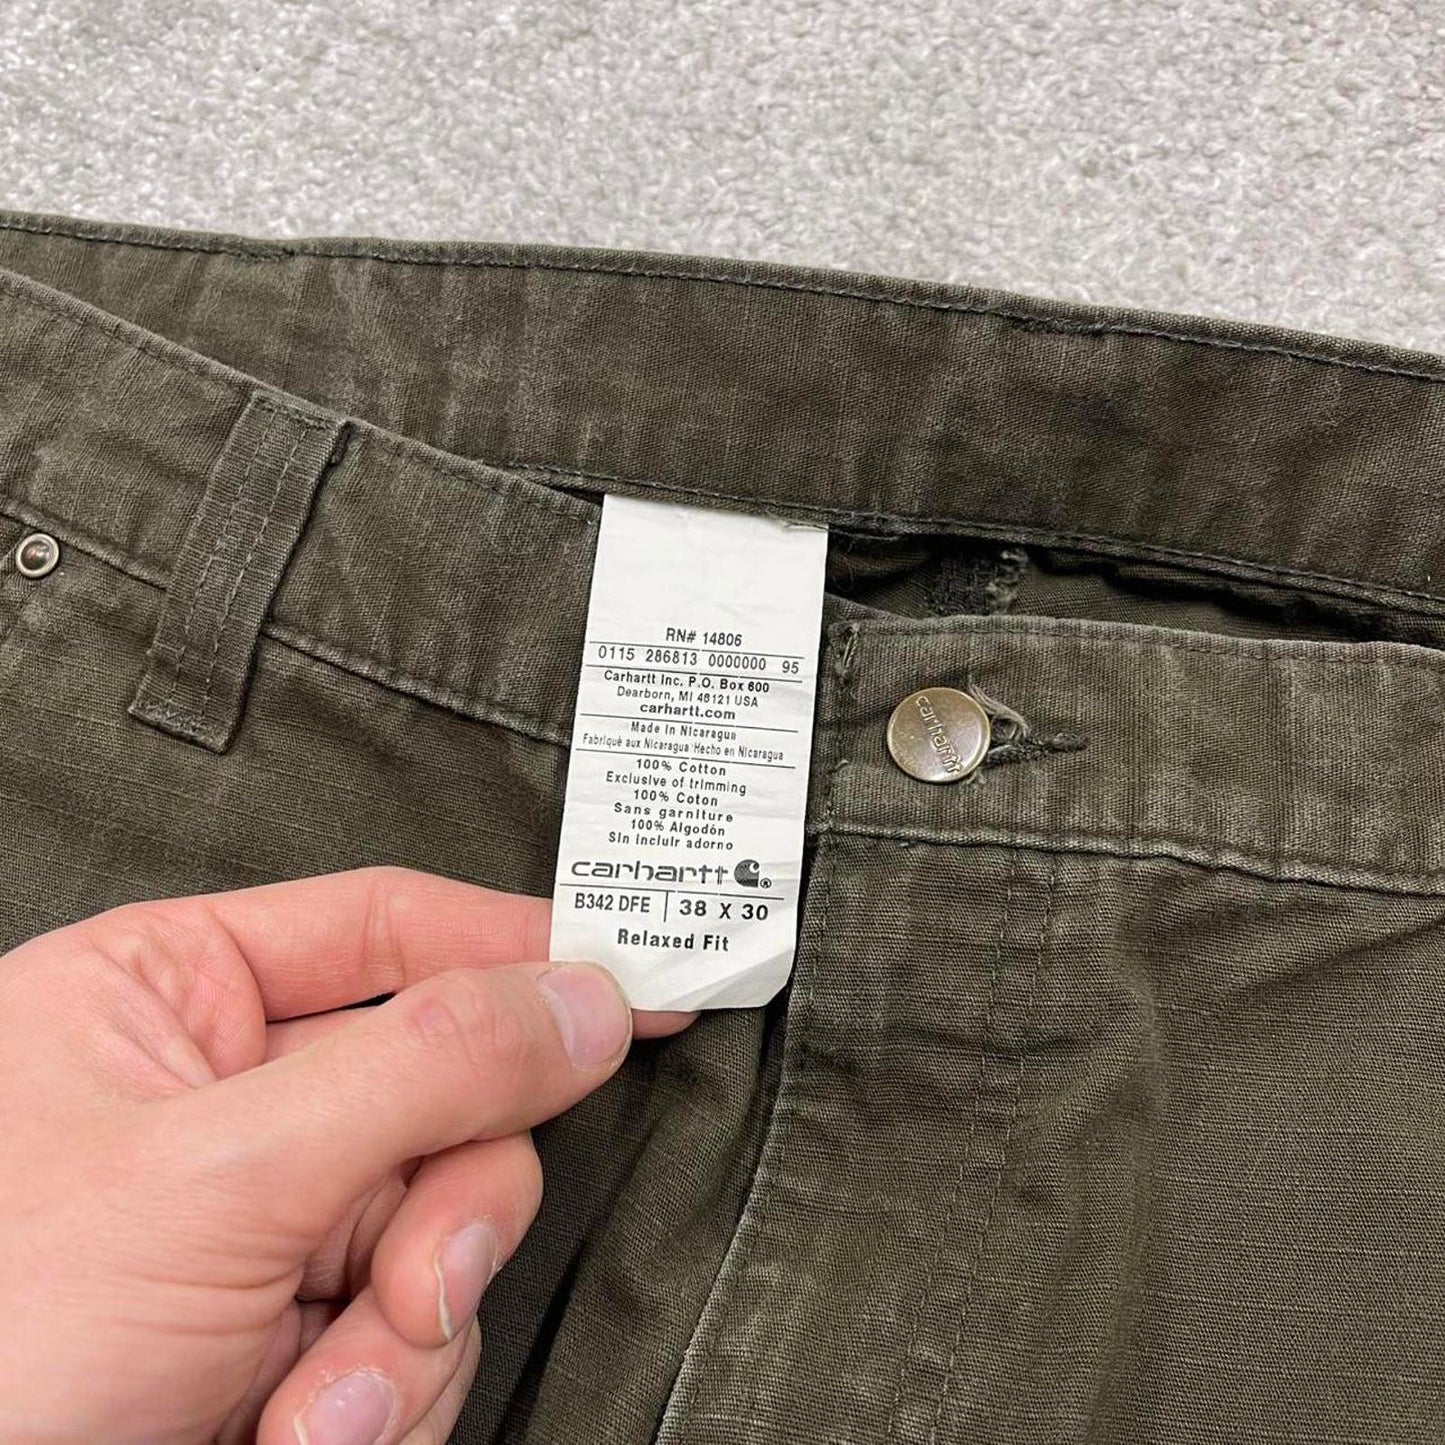 RN# 14806
0115 286813 0000000 95
Carhartt Inc. P.O. Box 600
Dearborn, MI 48121 USA
carhartt.com
Made in Nicaragua
Fabriqué aux Nicaragua Hecho en Nicaragua
100% Cotton
Exclusive of trimming
100% Coton
Sans garniture
100% Algodón
Sin incluir adorno
carhartt ®
B342 DFE | 38 X 30
Relaxed Fit
carhartt